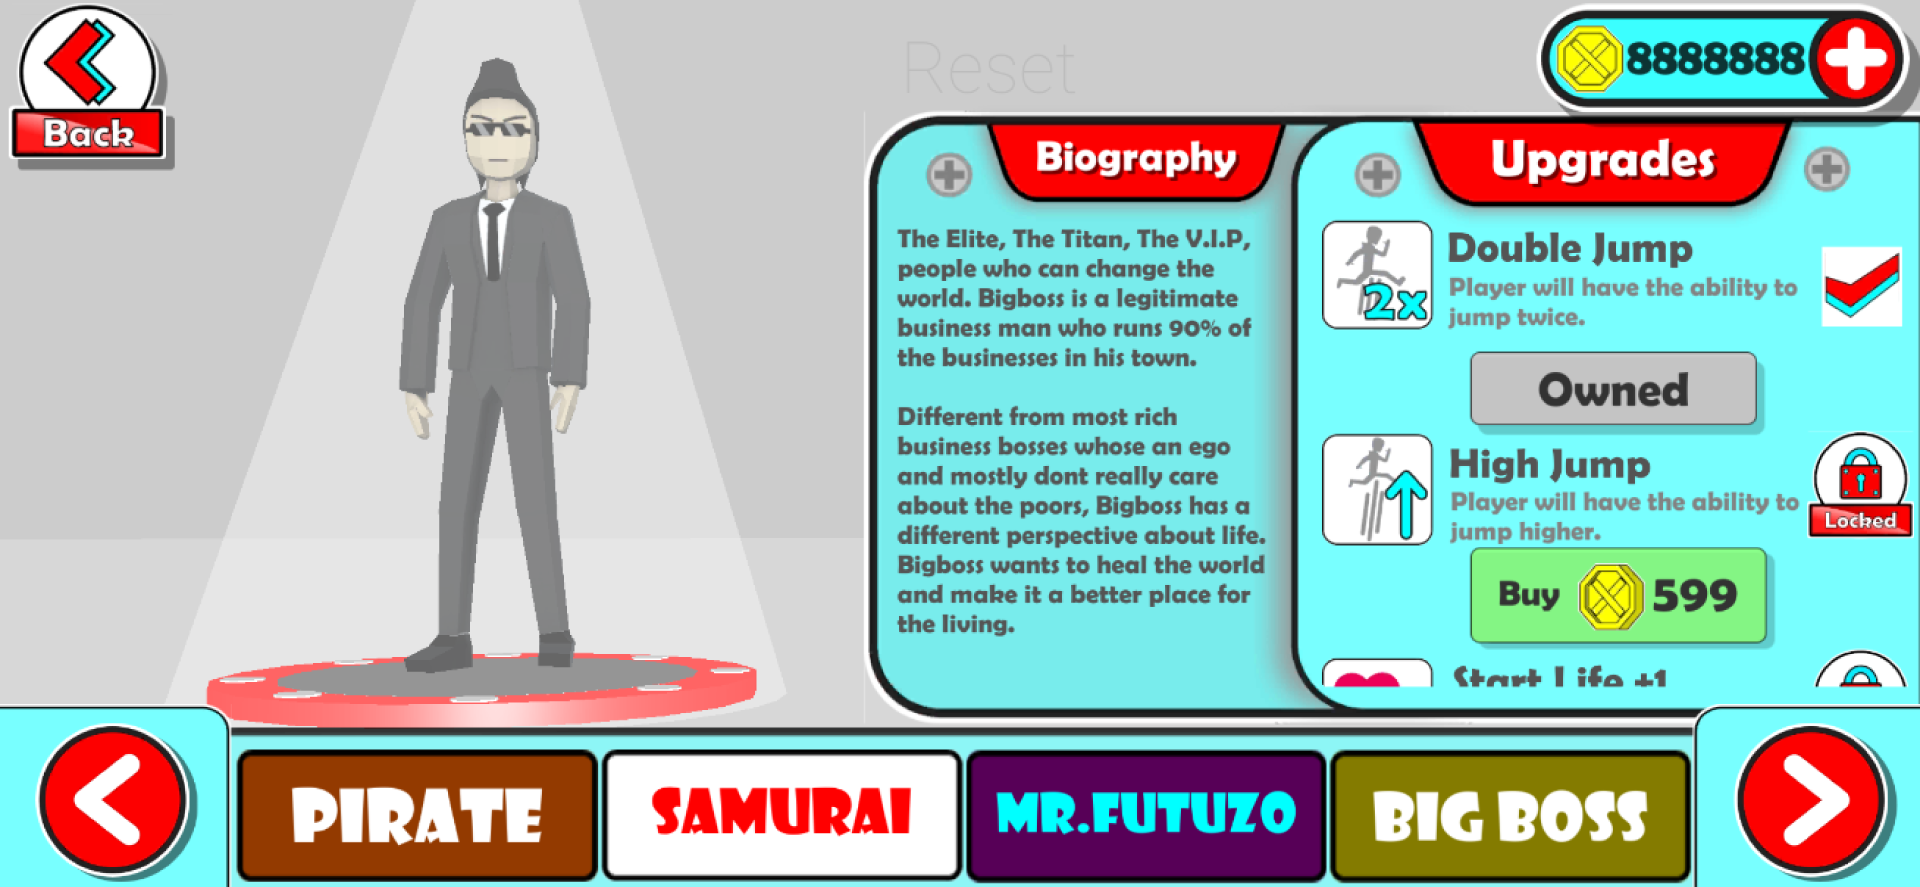 Reset
8888888
Back
Biography
The Elite, The Titan, The V.I.P,
people who can change the
world. Bigboss is a legitimate
business man who runs 90% of
the businesses in his town.
Different from most rich
business bosses whose an ego
and mostly dont really care
about the poors, Bigboss has a
different perspective about life.
Bigboss wants to heal the world
and make it a better place for
the living.
Upgrades
2x
Double Jump
Player will have the ability to
jump twice.
Owned
High Jump
Player will have the ability to
jump higher.
Locked
Buy 599
Start Life +1
PIRATE
SAMURAI
MR.FUTUZO
BIG BOSS